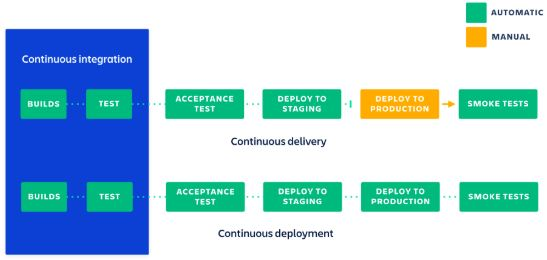 AUTOMATIC
MANUAL
Continuous integration
BUILDS
TEST
ACCEPTANCE
TEST
DEPLOY TO
STAGING
DEPLOY TO
PRODUCTION
SMOKE TESTS
Continuous delivery
BUILDS
TEST
ACCEPTANCE
TEST
DEPLOY TO
STAGING
DEPLOY TO
PRODUCTION
SMOKE TESTS
Continuous deployment